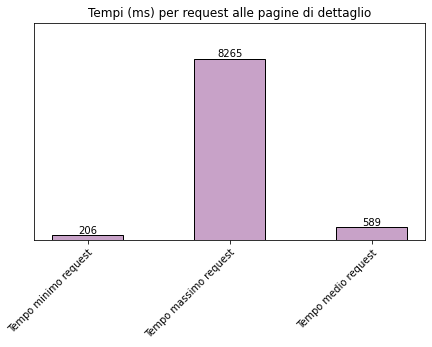 Tempi (ms) per request alle pagine di dettaglio
8265
589
206
Tempo minimo request
Tempo massimo request
Tempo medio request